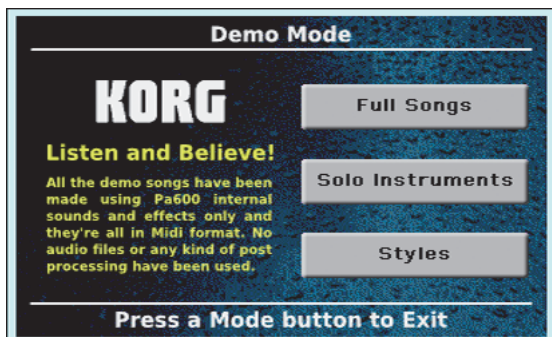 Demo Mode
KORG
Listen and Believe!
All the demo songs have been
made using Pa600 internal
sounds and effects only and
they're all in Midi format. No
audio files or any kind of post
processing have been used.
Full Songs
Solo Instruments
Styles
Press a Mode button to Exit